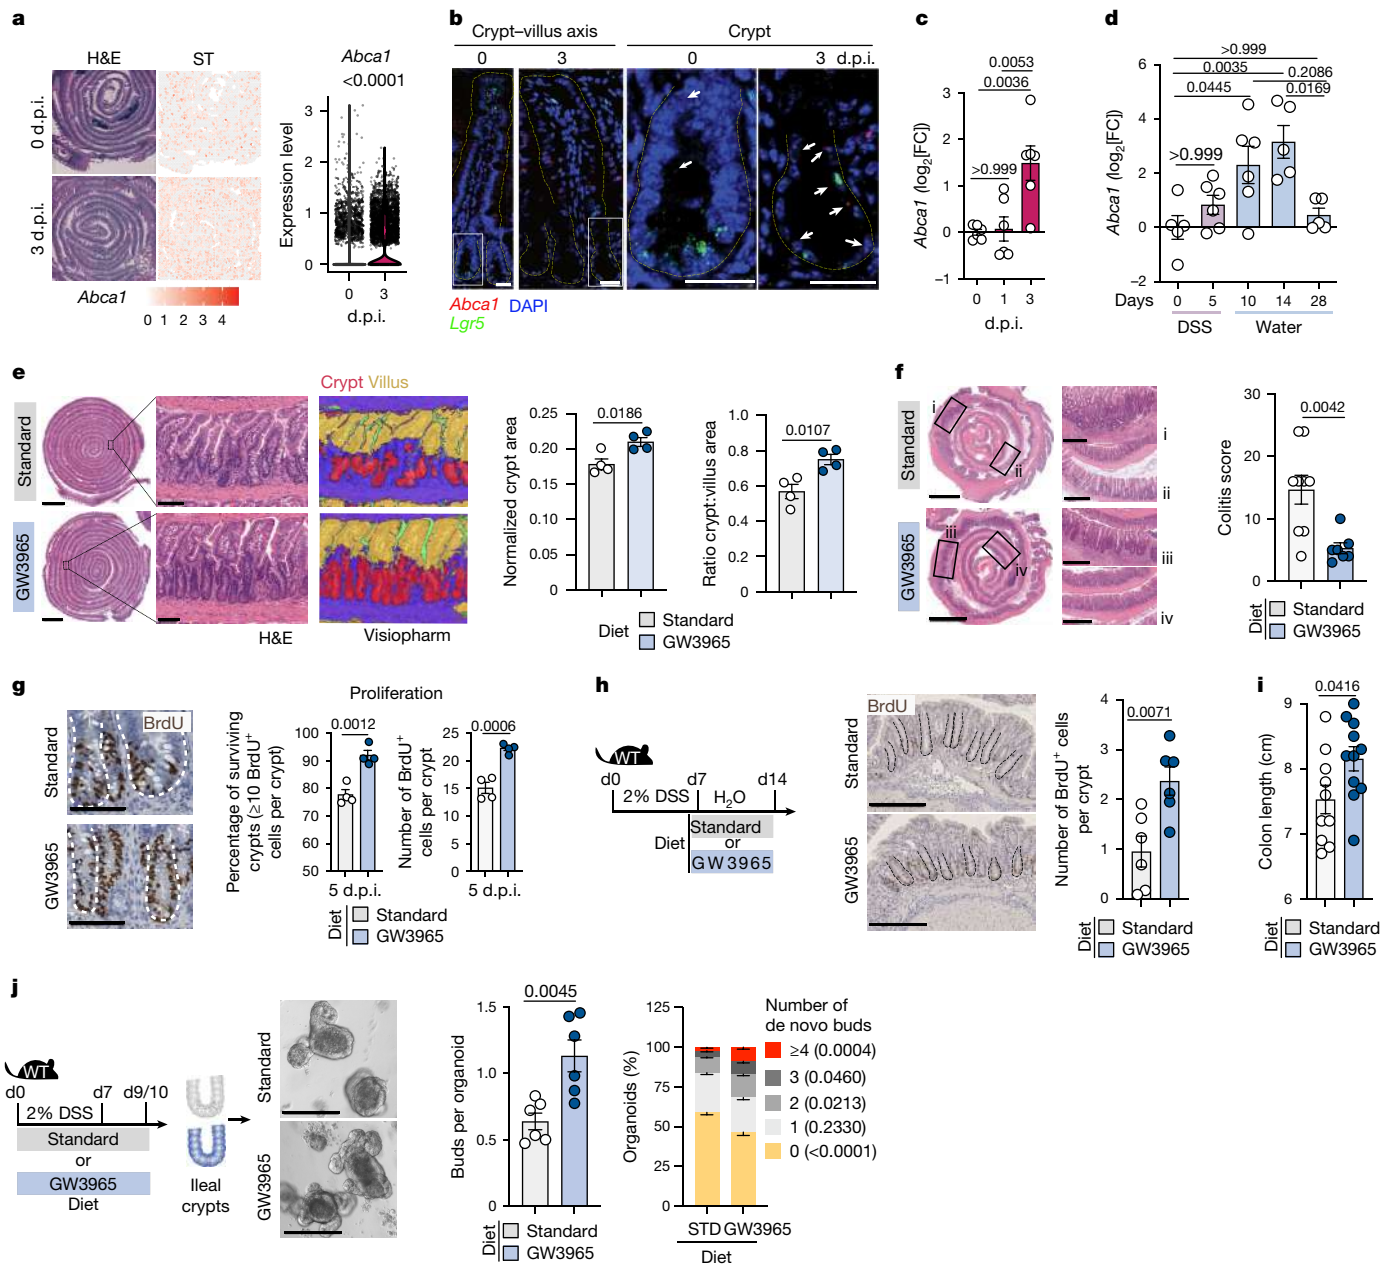 a
H&E
ST
0 d.p.i.
3 d.p.i.
Abca1
0 1 2 3 4
Abca1
<0.0001
Expression level
3
2
1
0
0 3
d.p.i.
b
Crypt–villus axis
Crypt
0 3 0 3 d.p.i.
Abca1 DAPI
Lgr5
c
0.0053
0.0036
>0.999
Abca1 (log2[FC])
3
2
1
0
−1
0 1 3
d.p.i.
d
>0.999
0.0035 0.2086
0.0445 0.0169
>0.999
Abca1 (log2[FC])
6
4
2
0
−2
Days 0 5 10 14 28
DSS Water
e
Crypt Villus
Standard
GW3965
H&E
Visiopharm
Normalized crypt area
0.25
0.20
0.15
0.10
0.05
0
0.0186
Ratio crypt:villus area
1.0
0.8
0.6
0.4
0.2
0
0.0107
Diet
Standard
GW3965
f
Standard
GW3965
i
ii
iii
iv
i
ii
iii
iv
Colitis score
30
20
10
0
0.0042
Diet
Standard
GW3965
g
BrdU
Standard
GW3965
Proliferation
Percentage of surviving
crypts (≥10 BrdU+
cells per crypt)
100
90
80
70
60
50
0.0012
5 d.p.i.
Number of BrdU+
cells per crypt
25
20
15
10
5
0
0.0006
5 d.p.i.
Diet
Standard
GW3965
h
WT
d0 d7 d14
2% DSS H2O
Diet
Standard
or
GW3965
BrdU
Standard
GW3965
Number of BrdU+ cells
per crypt
4
3
2
1
0
0.0071
Diet
Standard
GW3965
i
Colon length (cm)
9
8
7
6
0.0416
Diet
Standard
GW3965
j
WT
d0 d7 d9/10
2% DSS
Standard
or
GW3965
Diet
Ileal
crypts
Standard
GW3965
Buds per organoid
1.5
1.0
0.5
0
0.0045
Diet
Standard
GW3965
Organoids (%)
125
100
75
50
25
0
STD GW3965
Diet
Number of
de novo buds
≥4 (0.0004)
3 (0.0460)
2 (0.0213)
1 (0.2330)
0 (<0.0001)